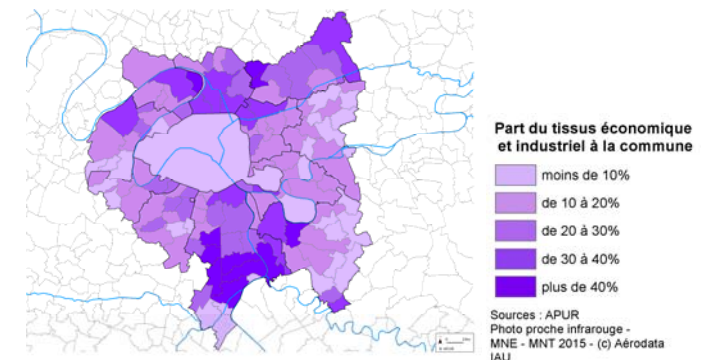 Part du tissus économique
et industriel à la commune
moins de 10%
de 10 à 20%
de 20 à 30%
de 30 à 40%
plus de 40%
Sources : APUR
Photo proche infrarouge -
MNE - MNT 2015 - (c) Aérodata
IAU